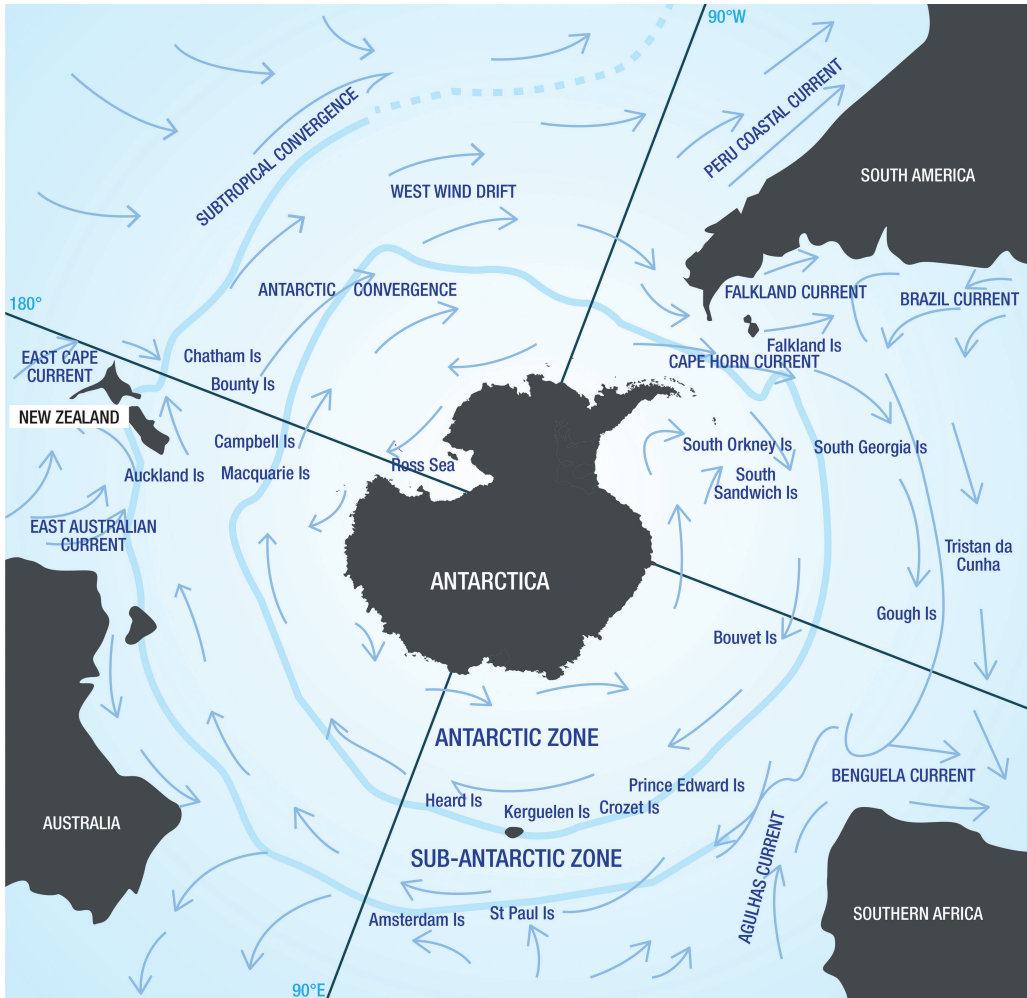 90°W
SUBTROPICAL CONVERGENCE
PERU COASTAL CURRENT
SOUTH AMERICA
WEST WIND DRIFT
180°
ANTARCTIC CONVERGENCE
FALKLAND CURRENT
BRAZIL CURRENT
EAST CAPE
CURRENT
Chatham Is
Falkland Is
CAPE HORN CURRENT
Bounty Is
NEW ZEALAND
Campbell Is
South Orkney Is
South Georgia Is
Auckland Is
Macquarie Is
Ross Sea
South
Sandwich Is
EAST AUSTRALIAN
CURRENT
Tristan da
Cunha
ANTARCTICA
Gough Is
Bouvet Is
ANTARCTIC ZONE
BENGUELA CURRENT
Prince Edward Is
Heard Is
Kerguelen Is
Crozet Is
AUSTRALIA
SUB-ANTARCTIC ZONE
AGULHAS CURRENT
Amsterdam Is
St Paul Is
SOUTHERN AFRICA
90°E